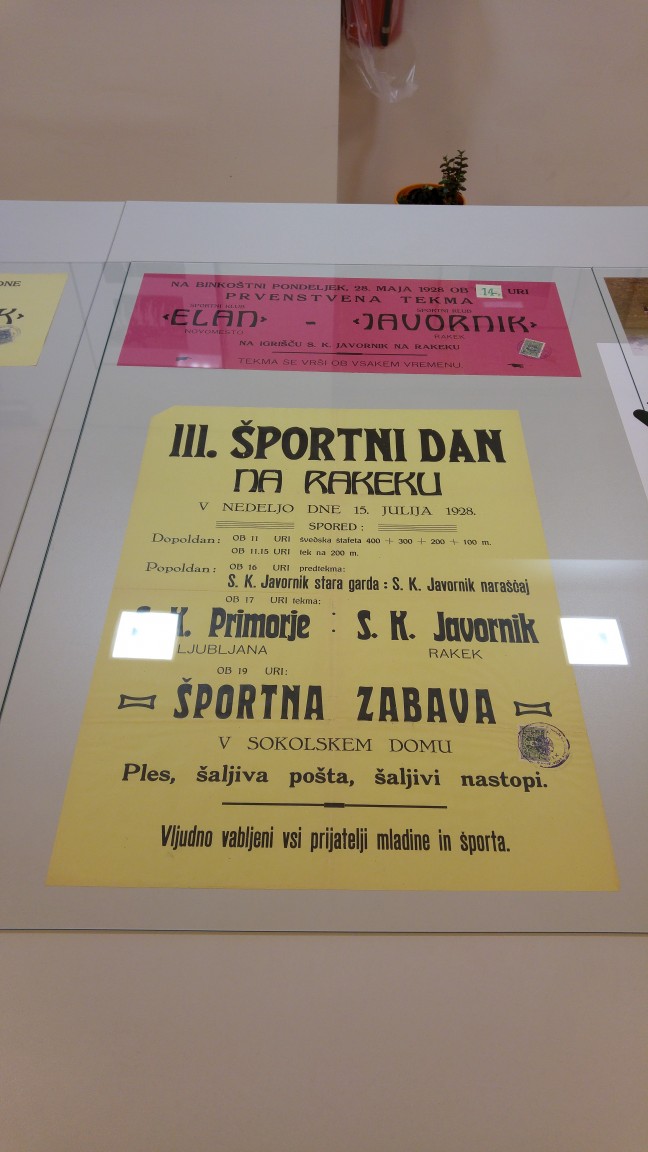 NA BINKOŠTNI PONDELJEK, 28. MAJA 1928 OB 14. URI
PRVENSTVENA TEKMA
SPORTNI KLUB SPORTNI KLUB
‹ELAN› - ‹JAVORNIK›
NOVOMESTO RAKEK
NA IGRIŠČU S. K. JAVORNIK NA RAKEKU
TEKMA SE VRŠI OB VSAKEM VREMENU
III. ŠPORTNI DAN
NA RAKEKU
V NEDELJO DNE 15. JULIJA 1928.
SPORED:
Dopoldan: OB 11 URI švedska štafeta 400 + 300 + 200 + 100 m.
OB 11.15 URI tek na 200 m.
Popoldan: OB 16 URI predtekma:
S. K. Javornik stara garda : S. K. Javornik naraščaj
OB 17 URI tekma:
S. K. Primorje : S. K. Javornik
LJUBLJANA RAKEK
OB 19 URI:
ŠPORTNA ZABAVA
V SOKOLSKEM DOMU
Ples, šaljiva pošta, šaljivi nastopi.
Vljudno vabljeni vsi prijatelji mladine in športa.